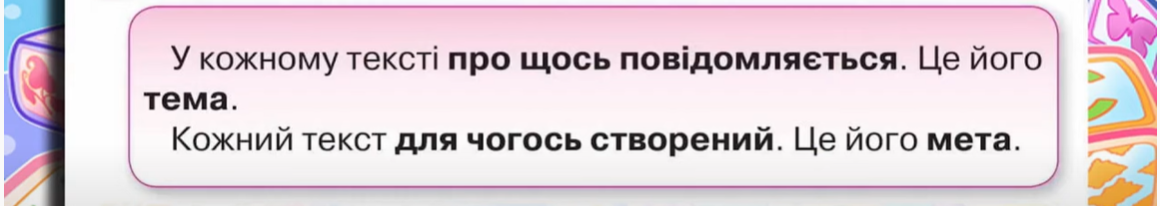 У кожному тексті про щось повідомляється. Це його
тема.
Кожний текст для чогось створений. Це його мета.